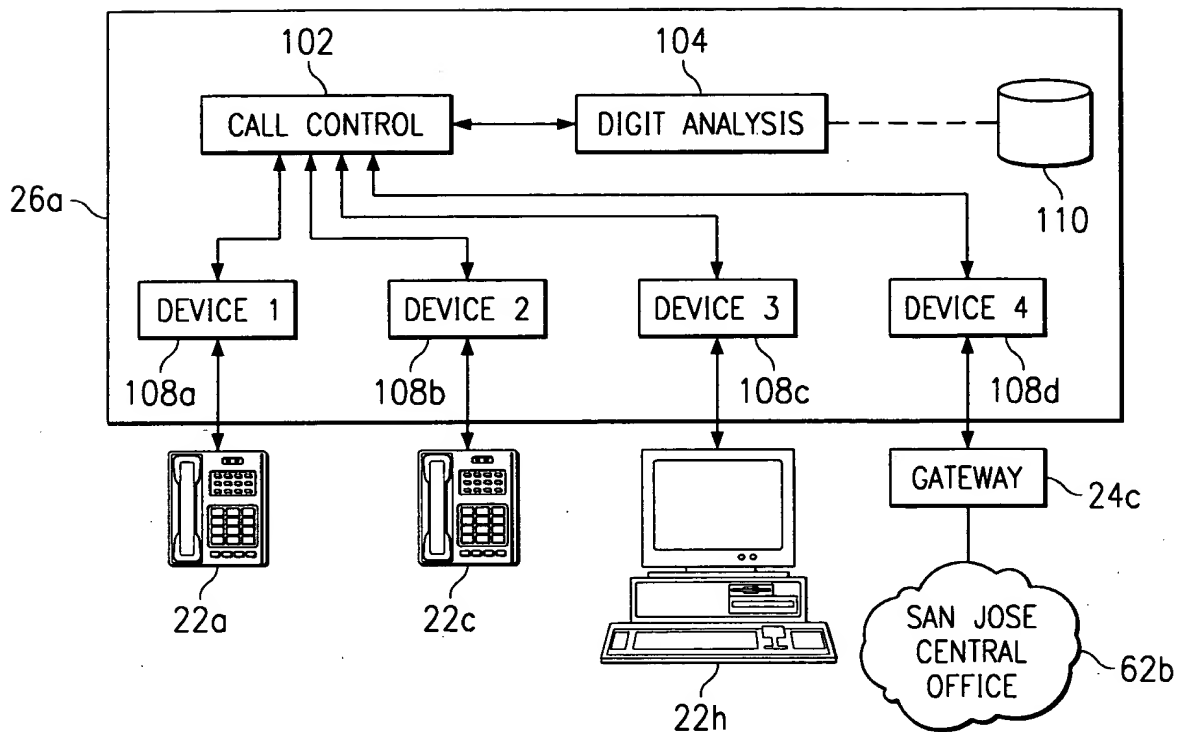 102
104
CALL CONTROL
DIGIT ANALYSIS
26a
110
DEVICE 1
DEVICE 2
DEVICE 3
DEVICE 4
108a
108b
108c
108d
GATEWAY
24c
22a
22c
SAN JOSE
CENTRAL
OFFICE
62b
22h